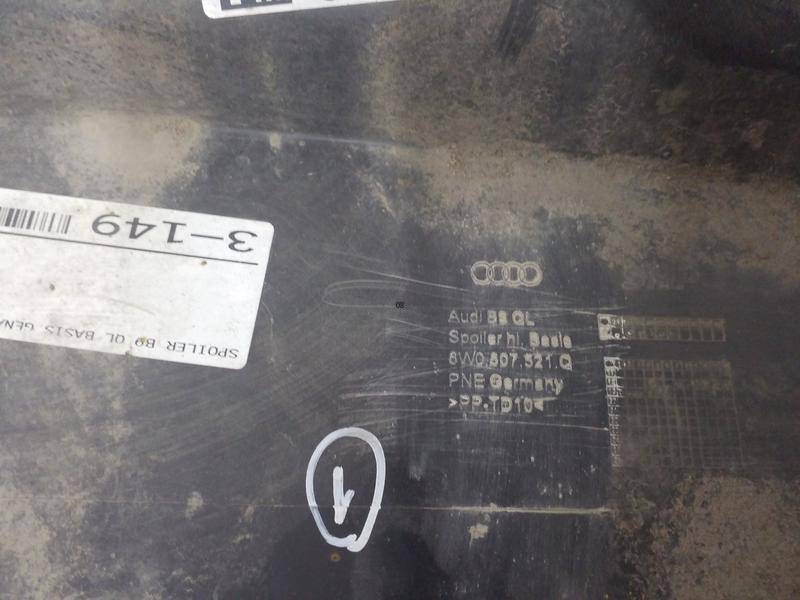 3-149
SPOILER B9 QL BASIS
Audi B9 QL
Spoiler hi. Basis
8W0.807.521.Q
PNE Germany
>PP-TD10<